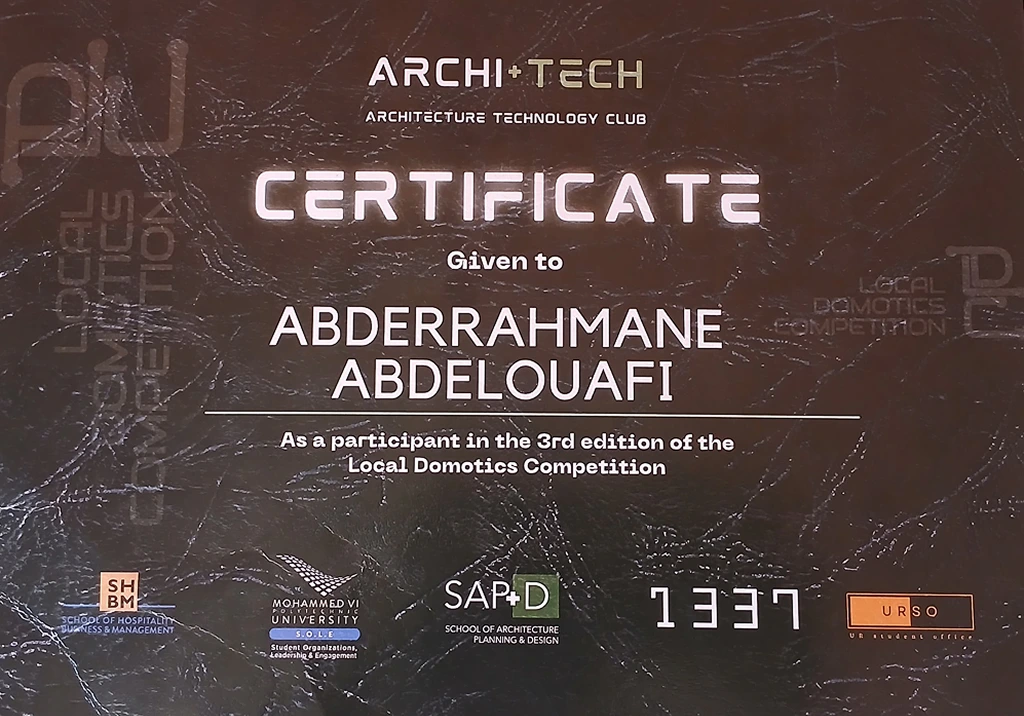 ARCHI+TECH
ARCHITECTURE TECHNOLOGY CLUB
CERTIFICATE
Given to
ABDERRAHMANE
ABDELOUAFI
As a participant in the 3rd edition of the
Local Domotics Competition
LOCAL
DOMOTICS
COMPETITION
LOCAL
DOMOTICS
COMPETITION
SH
BM
SCHOOL OF HOSPITALITY
BUSINESS & MANAGEMENT
MOHAMMED VI
POLYTECHNIC
UNIVERSITY
S.O.L.E
Student Organizations,
Leadership & Engagement
SAP+D
SCHOOL OF ARCHITECTURE
PLANNING & DESIGN
1337
URSO
UR student office